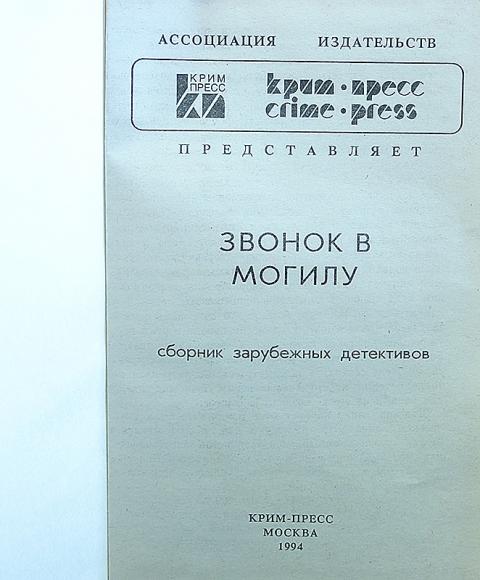 АССОЦИАЦИЯ ИЗДАТЕЛЬСТВ
КРИМ
ПРЕСС
крим·пресс
crime·press
ПРЕДСТАВЛЯЕТ
ЗВОНОК В
МОГИЛУ
сборник зарубежных детективов
КРИМ-ПРЕСС
МОСКВА
1994